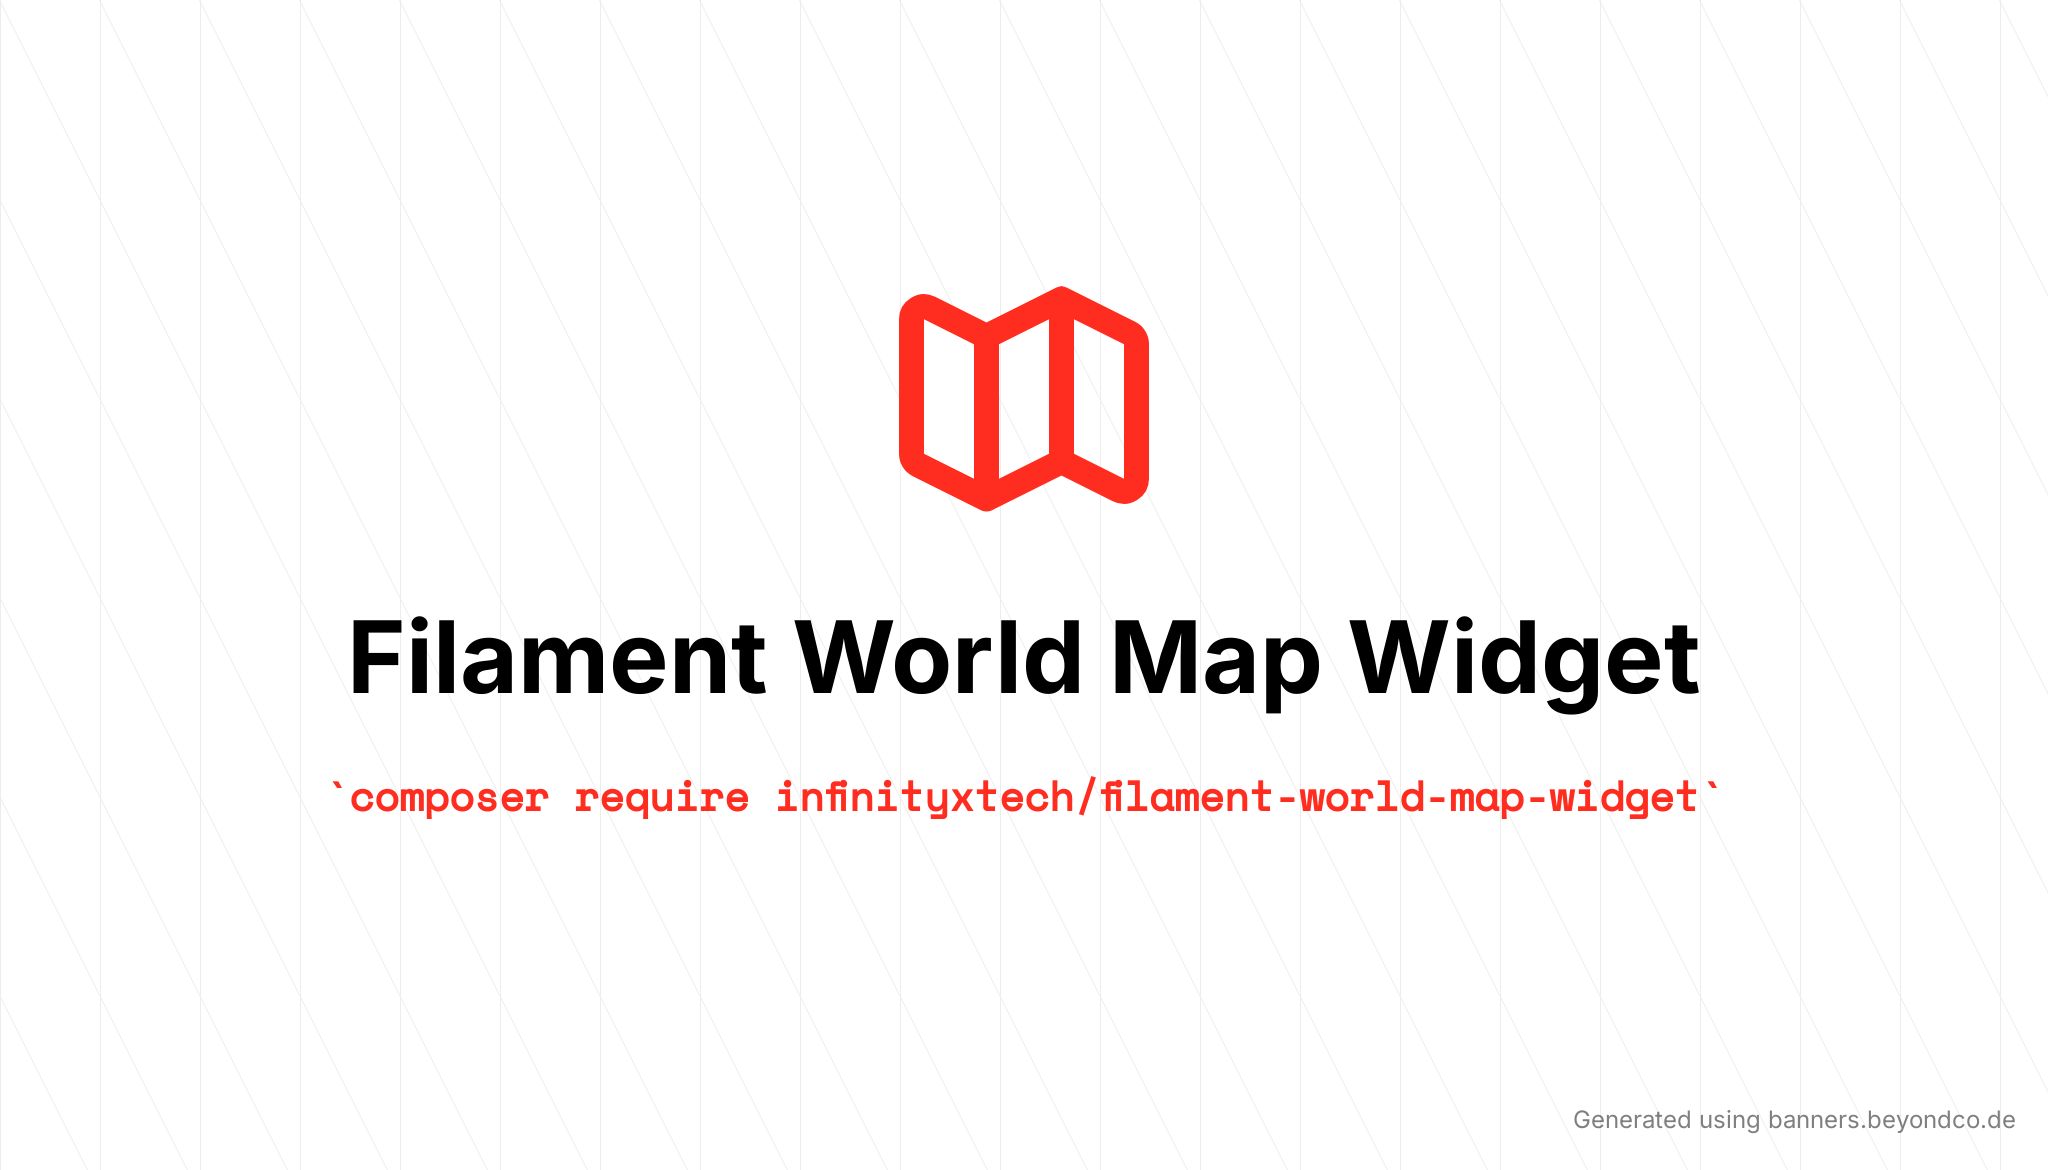 Filament World Map Widget
`composer require infinityxtech/filament-world-map-widget`
Generated using banners.beyondco.de